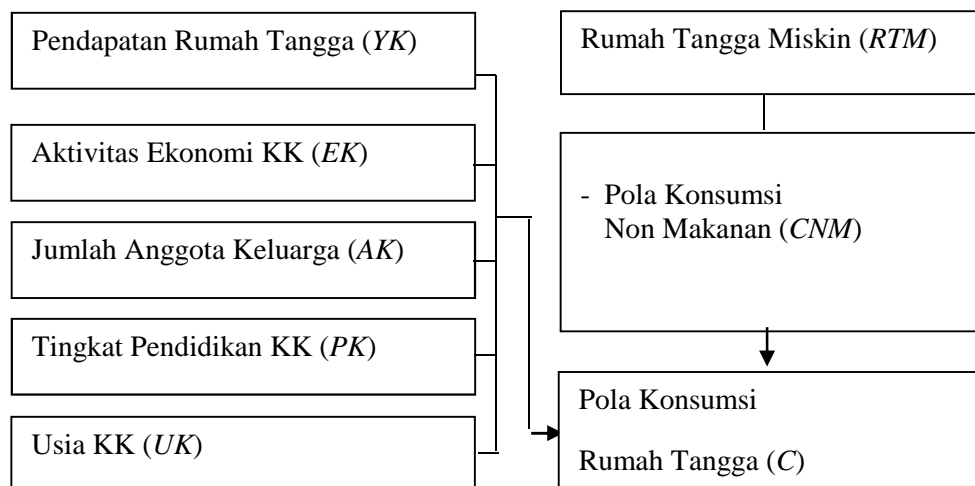 Pendapatan Rumah Tangga (YK)
Aktivitas Ekonomi KK (EK)
Jumlah Anggota Keluarga (AK)
Tingkat Pendidikan KK (PK)
Usia KK (UK)
Rumah Tangga Miskin (RTM)
- Pola Konsumsi
Non Makanan (CNM)
Pola Konsumsi
Rumah Tangga (C)